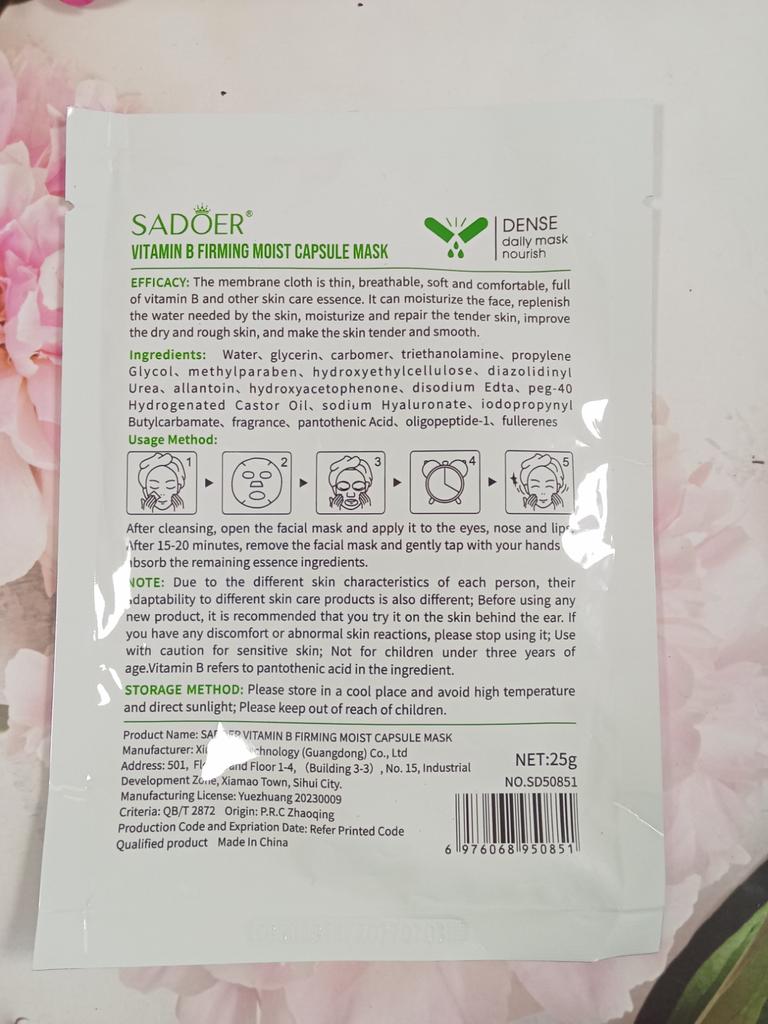 SADOER®
VITAMIN B FIRMING MOIST CAPSULE MASK
DENSE
daily mask
nourish
EFFICACY: The membrane cloth is thin, breathable, soft and comfortable, full
of vitamin B and other skin care essence. It can moisturize the face, replenish
the water needed by the skin, moisturize and repair the tender skin, improve
the dry and rough skin, and make the skin tender and smooth.
Ingredients: Water、glycerin、carbomer、triethanolamine、propylene
Glycol、methylparaben、hydroxyethylcellulose、diazolidinyl
Urea、allantoin、hydroxyacetophenone、disodium Edta、peg-40
Hydrogenated Castor Oil、sodium Hyaluronate、iodopropynyl
Butylcarbamate、fragrance、pantothenic Acid、oligopeptide-1、fullerenes
Usage Method:
1 2 3 4 5
After cleansing, open the facial mask and apply it to the eyes, nose and lips
After 15-20 minutes, remove the facial mask and gently tap with your hands
absorb the remaining essence ingredients.
NOTE: Due to the different skin characteristics of each person, their
adaptability to different skin care products is also different; Before using any
new product, it is recommended that you try it on the skin behind the ear. If
you have any discomfort or abnormal skin reactions, please stop using it; Use
with caution for sensitive skin; Not for children under three years of
age.Vitamin B refers to pantothenic acid in the ingredient.
STORAGE METHOD: Please store in a cool place and avoid high temperature
and direct sunlight; Please keep out of reach of children.
Product Name: SADOER VITAMIN B FIRMING MOIST CAPSULE MASK
Manufacturer: Technology (Guangdong) Co., Ltd
Address: 501, and Floor 1-4, （Building 3-3）, No. 15, Industrial
Development Zone, Xiamao Town, Sihui City.
Manufacturing License: Yuezhuang 20230009
Criteria: QB/T 2872 Origin: P.R.C Zhaoqing
Production Code and Expriation Date: Refer Printed Code
Qualified product Made In China
NET:25g
NO.SD50851
6 976068 950851